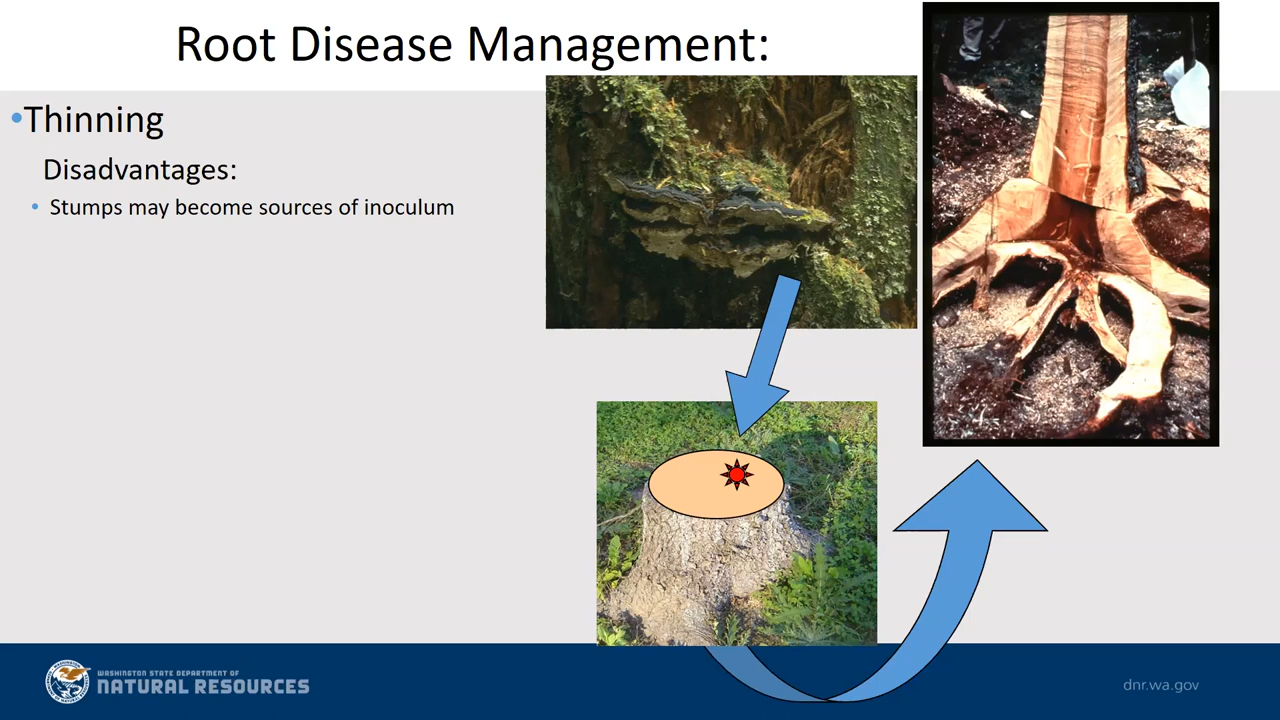 Root Disease Management:
•Thinning
Disadvantages:
• Stumps may become sources of inoculum
WASHINGTON STATE DEPARTMENT OF
NATURAL RESOURCES
dnr.wa.gov